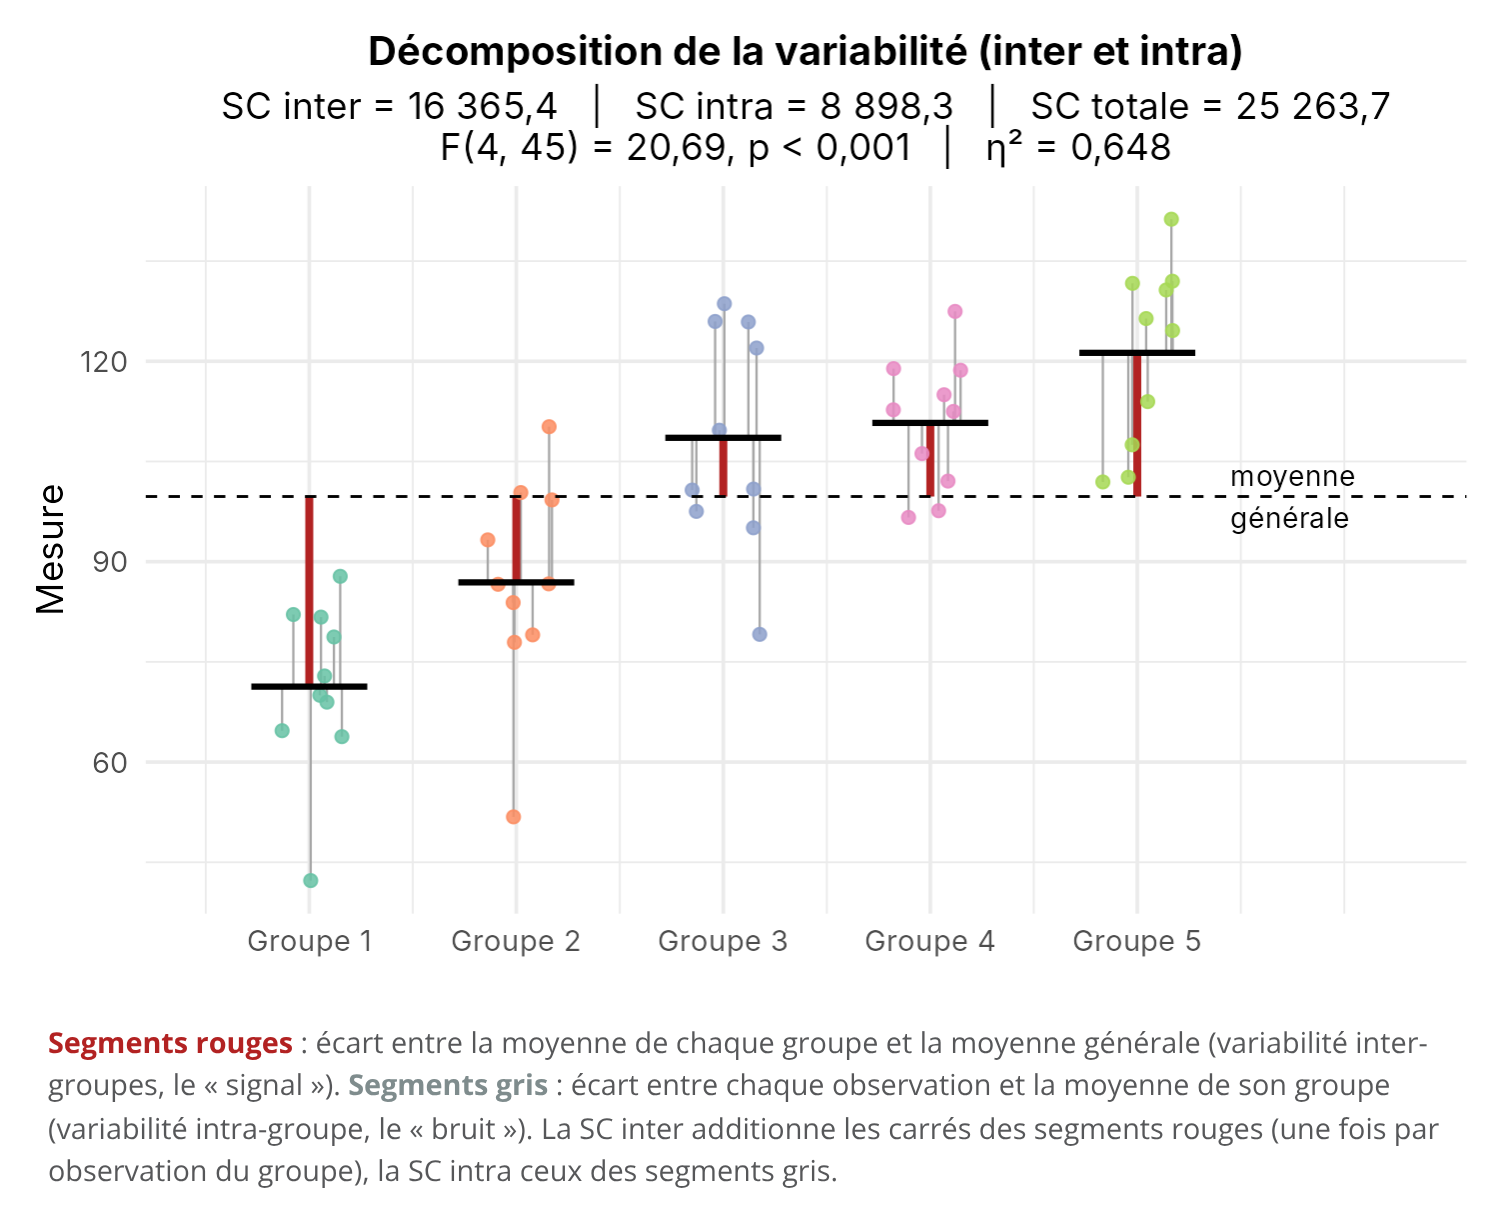 Décomposition de la variabilité (inter et intra)
SC inter = 16 365,4 | SC intra = 8 898,3 | SC totale = 25 263,7
F(4, 45) = 20,69, p < 0,001 | η² = 0,648
Mesure
120
90
60
moyenne
générale
Groupe 1
Groupe 2
Groupe 3
Groupe 4
Groupe 5
Segments rouges : écart entre la moyenne de chaque groupe et la moyenne générale (variabilité inter-
groupes, le « signal »). Segments gris : écart entre chaque observation et la moyenne de son groupe
(variabilité intra-groupe, le « bruit »). La SC inter additionne les carrés des segments rouges (une fois par
observation du groupe), la SC intra ceux des segments gris.